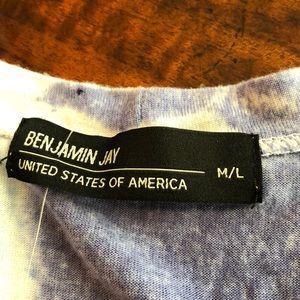 BENJAMIN JAY
UNITED STATES OF AMERICA
M/L